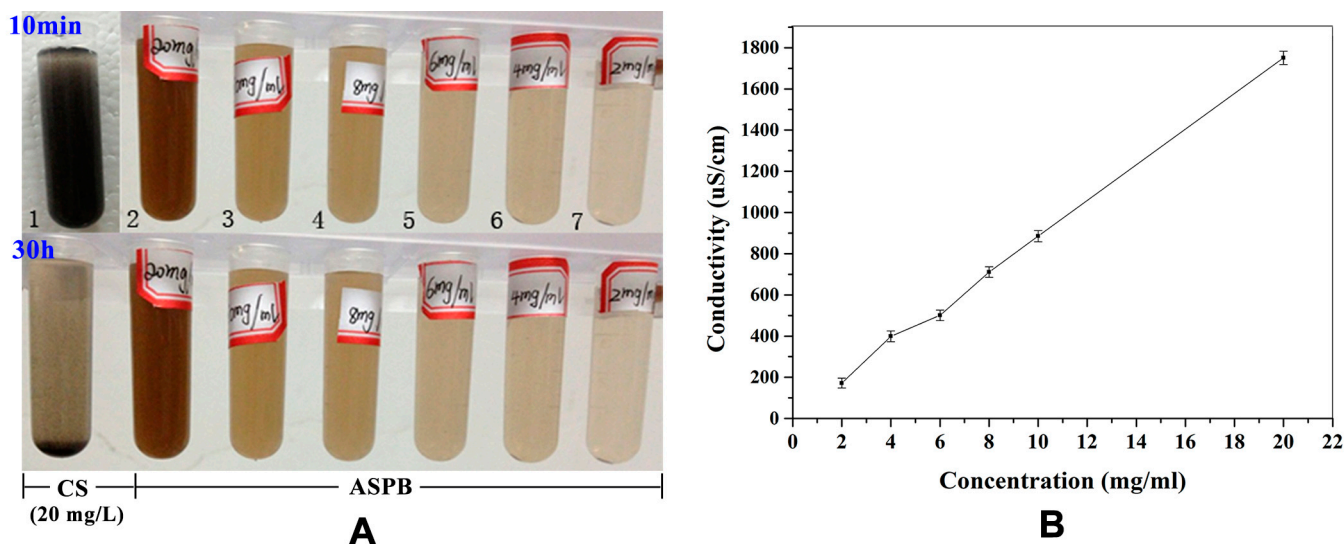 10min
20mg/
0mg/ml
8mg
6mg/ml
4mg/ml
2mg/m
1
2
3
4
5
6
7
30h
20mg/
0mg/ml
8mg
6mg/ml
4mg/ml
2mg/m
CS
(20 mg/L)
ASPB
A
Conductivity (uS/cm)
1800
1600
1400
1200
1000
800
600
400
200
0
0 2 4 6 8 10 12 14 16 18 20 22
Concentration (mg/ml)
B